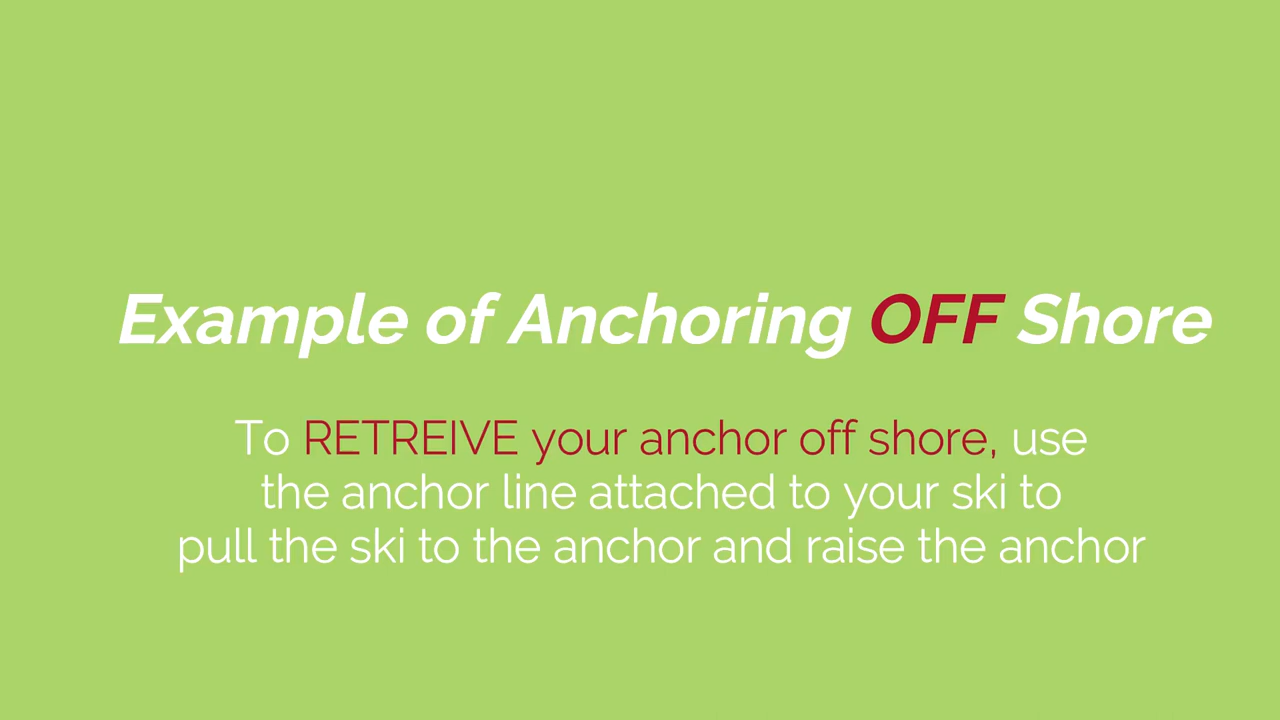 Example of Anchoring OFF Shore
To RETREIVE your anchor off shore, use
the anchor line attached to your ski to
pull the ski to the anchor and raise the anchor